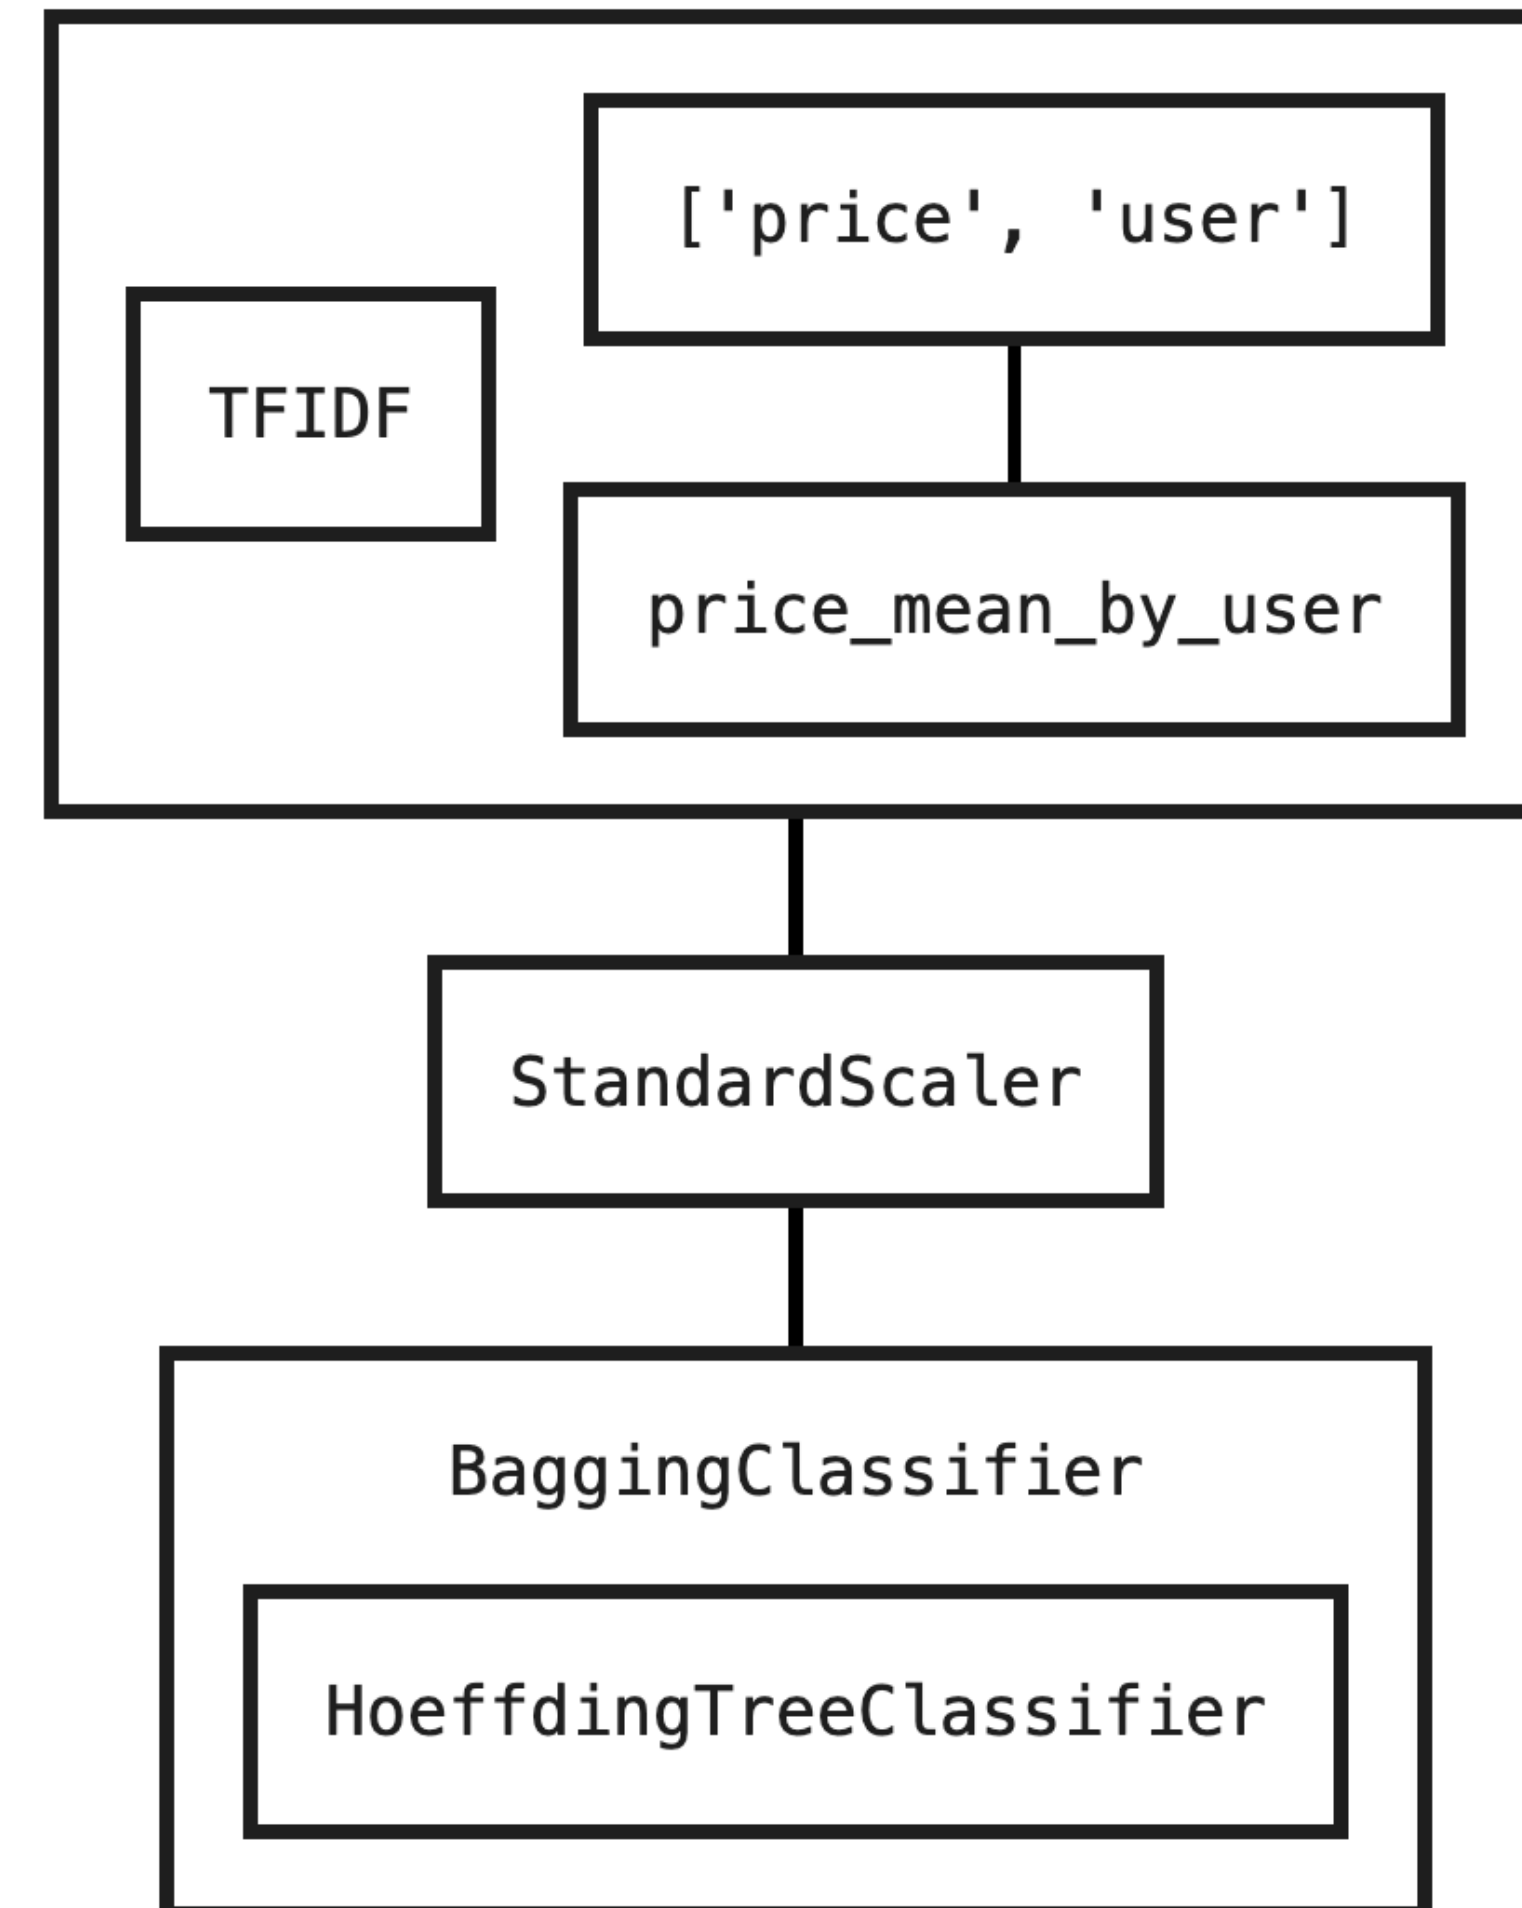 ['price', 'user']
TFIDF
price_mean_by_user
StandardScaler
BaggingClassifier
HoeffdingTreeClassifier